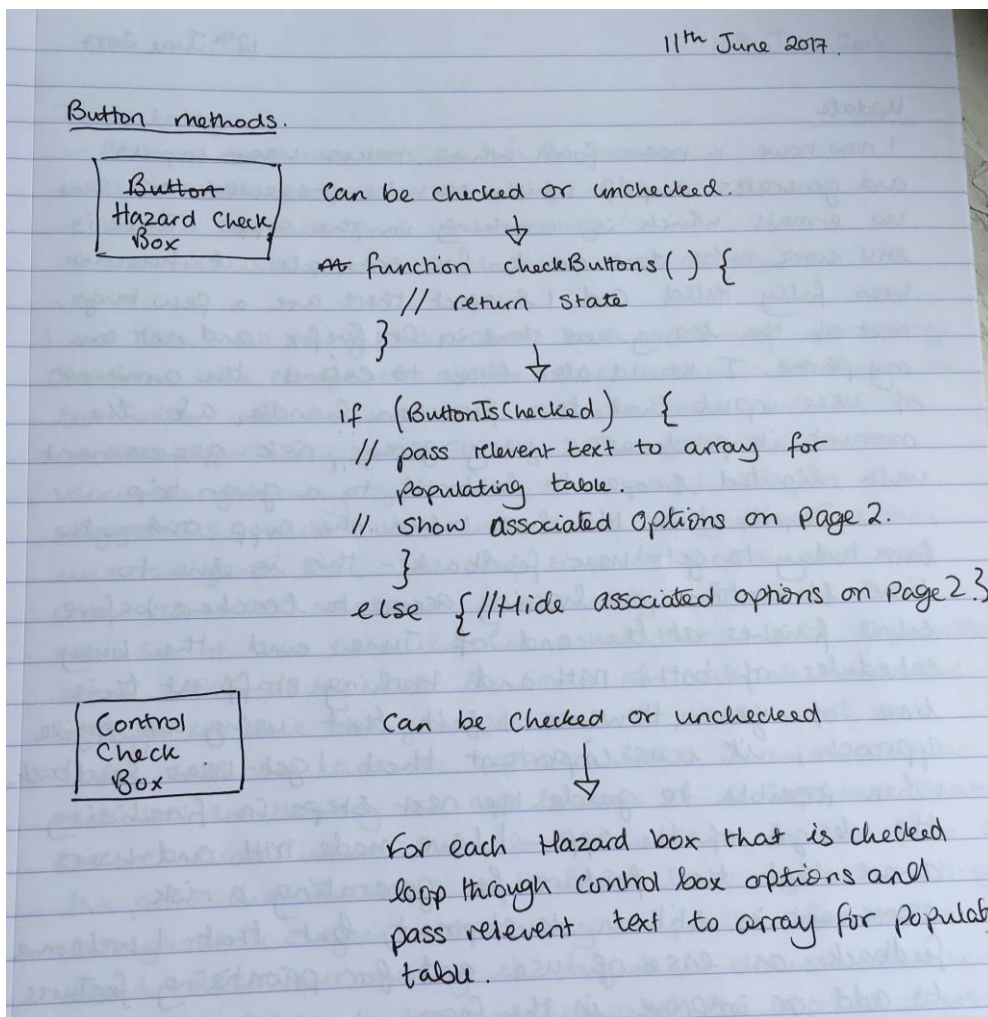 11th June 2017.
Button methods.
Button
Hazard Check
Box
Can be checked or unchecked.
function checkButtons() {
// return state
}
if (ButtonIsChecked) {
// pass relevent text to array for
populating table.
// Show associated options on page 2.
}
else {//Hide associated options on page 2.}
Control
Check
Box
Can be checked or unchecked
For each Hazard box that is checked
loop through control box options and
pass relevent text to array for populat
table.